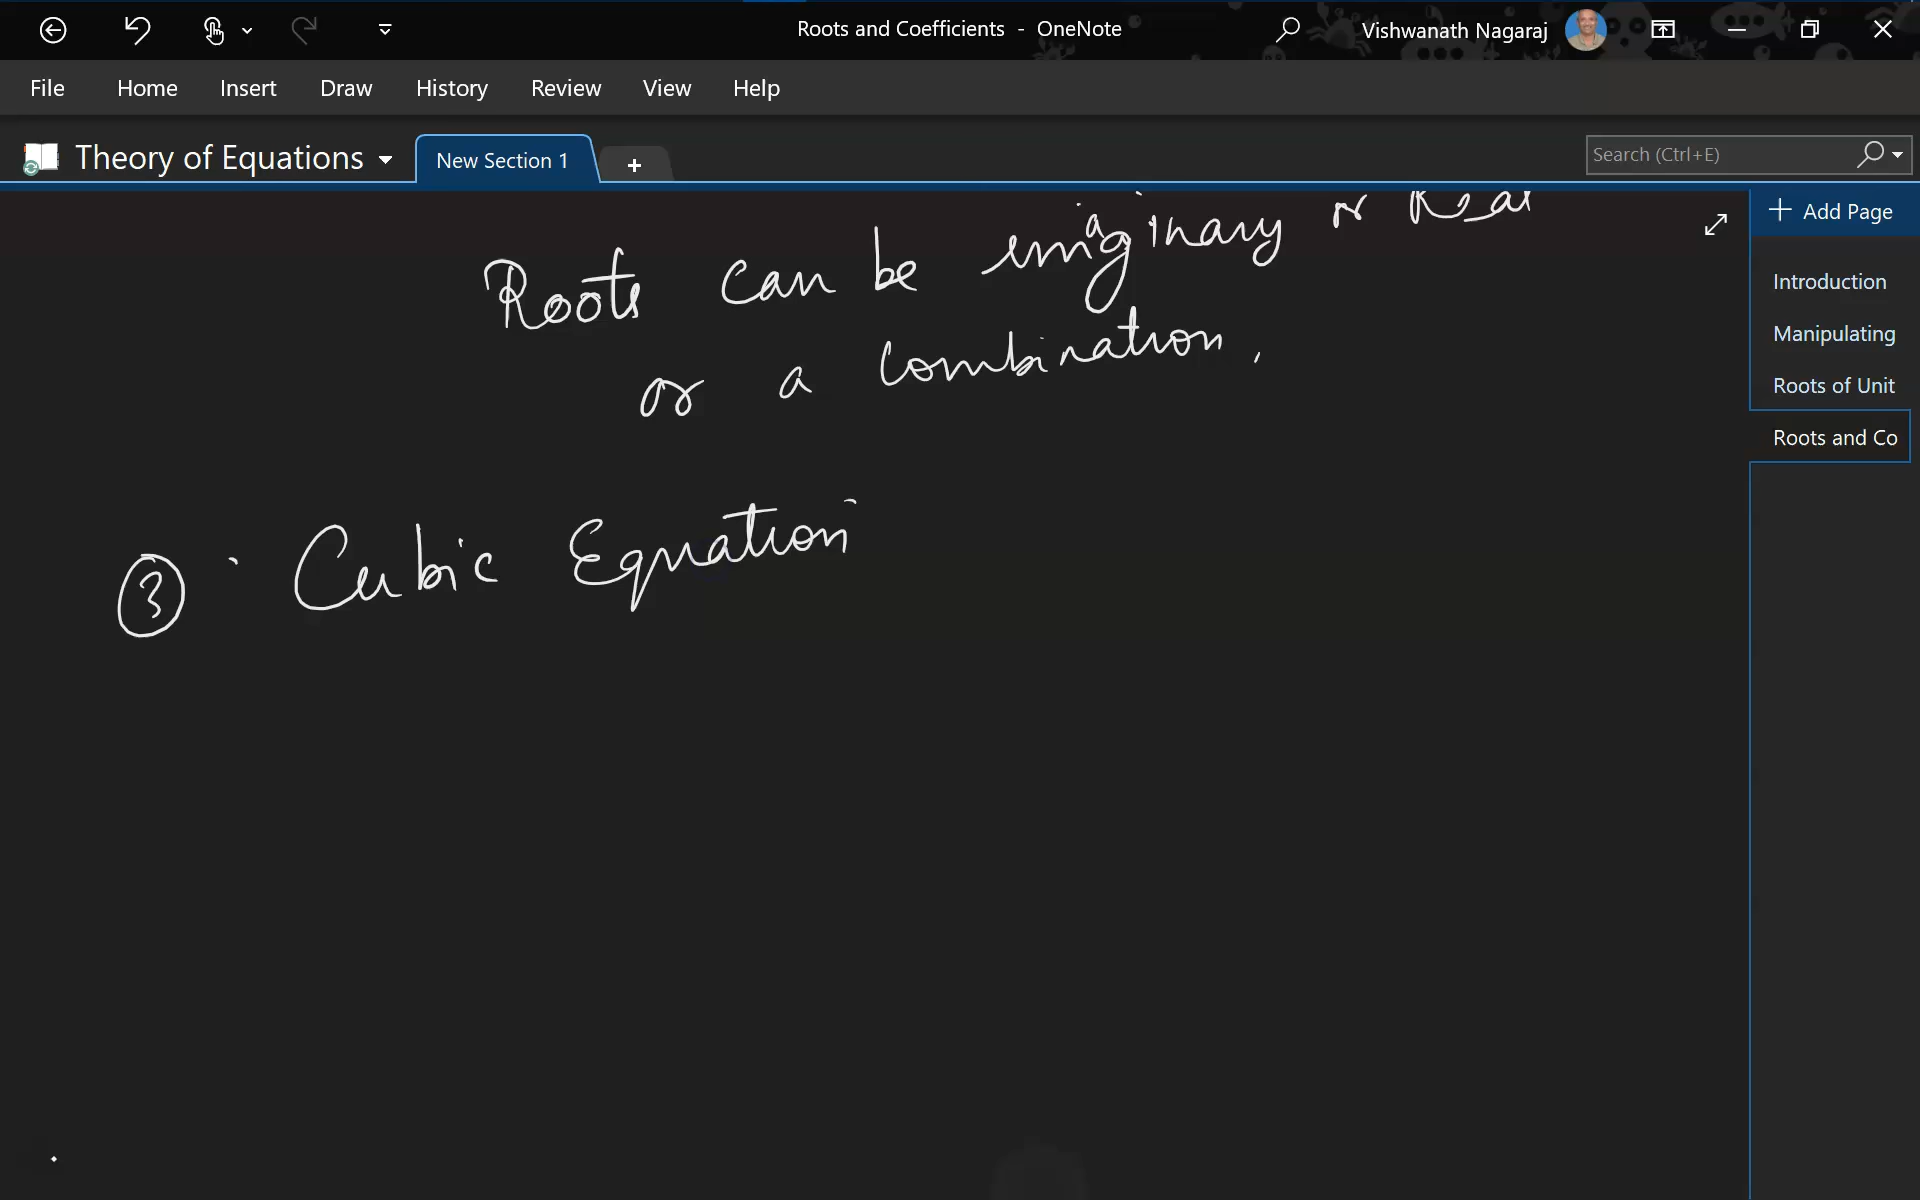 Roots and Coefficients - OneNote
Vishwanath Nagaraj
File Home Insert Draw History Review View Help
Theory of Equations
New Section 1
+
Search (Ctrl+E)
Add Page
Introduction
Manipulating
Roots of Unit
Roots and Co
Roots can be imaginary or Real
or a combination,
③ Cubic Equation